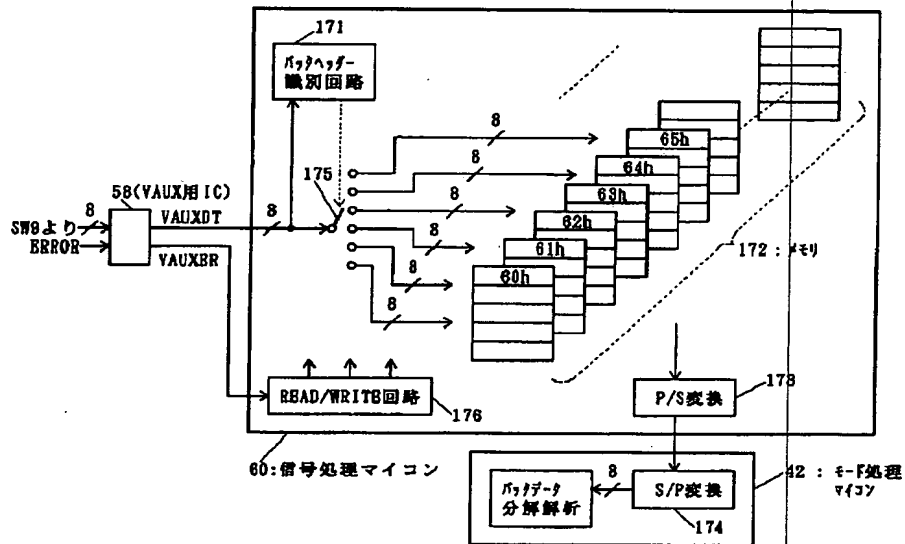 171
パックヘッダー
識別回路
8
65h
64h
63h
62h
61h
60h
8
8
8
8
8
175
58(VAUX用IC)
8
SW9より
ERROR
VAUXDT
8
VAUXER
172:メモリ
READ/WRITE回路
176
P/S変換
173
60:信号処理マイコン
パックデータ
分解解析
8
S/P変換
174
42:モード処理
マイコン